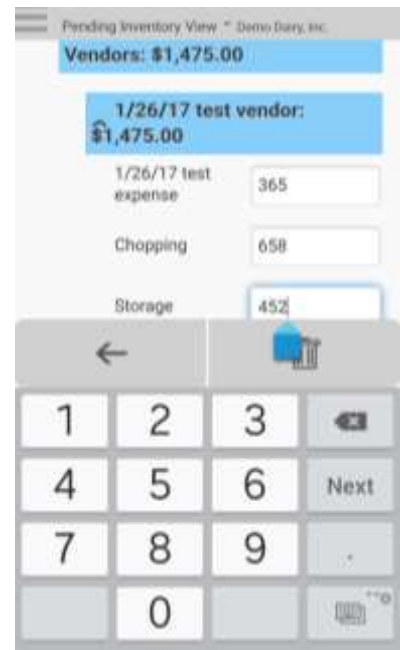 Pending Inventory View - Demo Dairy, Inc.
Vendors: $1,475.00
1/26/17 test vendor:
$1,475.00
1/26/17 test
expense
365
Chopping
658
Storage
452
1 2 3
4 5 6 Next
7 8 9 .
0